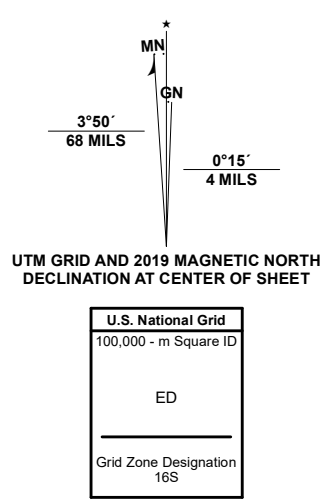 ★
MN
GN
3°50´
68 MILS
0°15´
4 MILS
UTM GRID AND 2019 MAGNETIC NORTH
DECLINATION AT CENTER OF SHEET
U.S. National Grid
100,000 - m Square ID
ED
Grid Zone Designation
16S